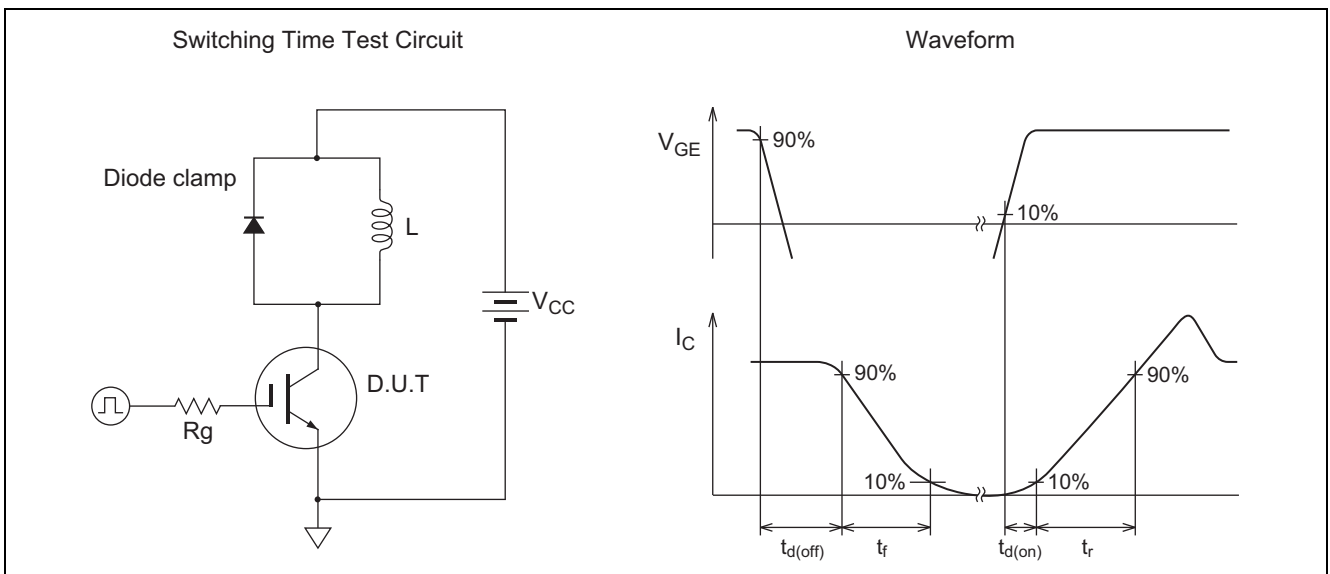 Switching Time Test Circuit
Diode clamp
L
V_CC
D.U.T
Rg
Waveform
V_GE
90%
10%
I_C
90%
90%
10%
10%
t_d(off)
t_f
t_d(on)
t_r